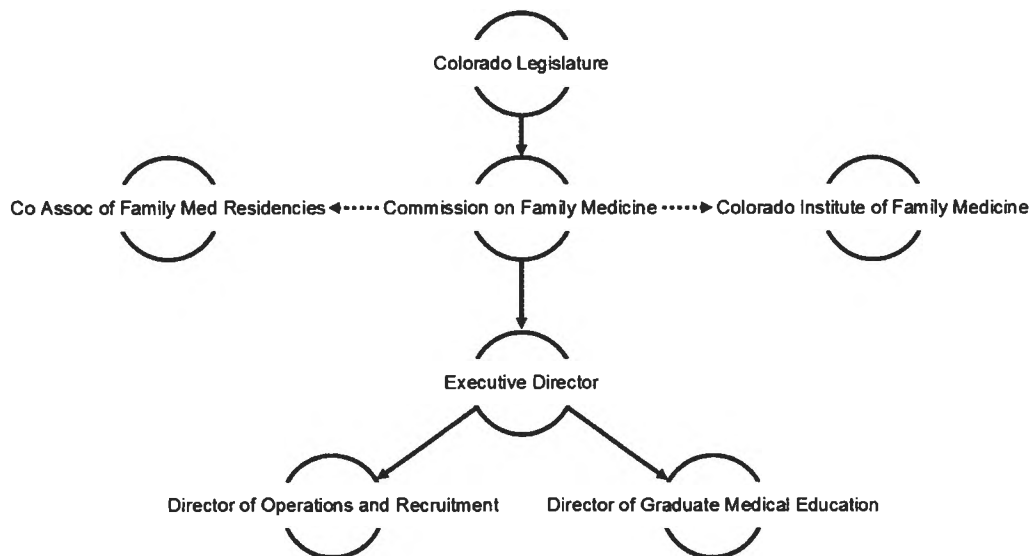 Colorado Legislature
Co Assoc of Family Med Residencies
Commission on Family Medicine
Colorado Institute of Family Medicine
Executive Director
Director of Operations and Recruitment
Director of Graduate Medical Education